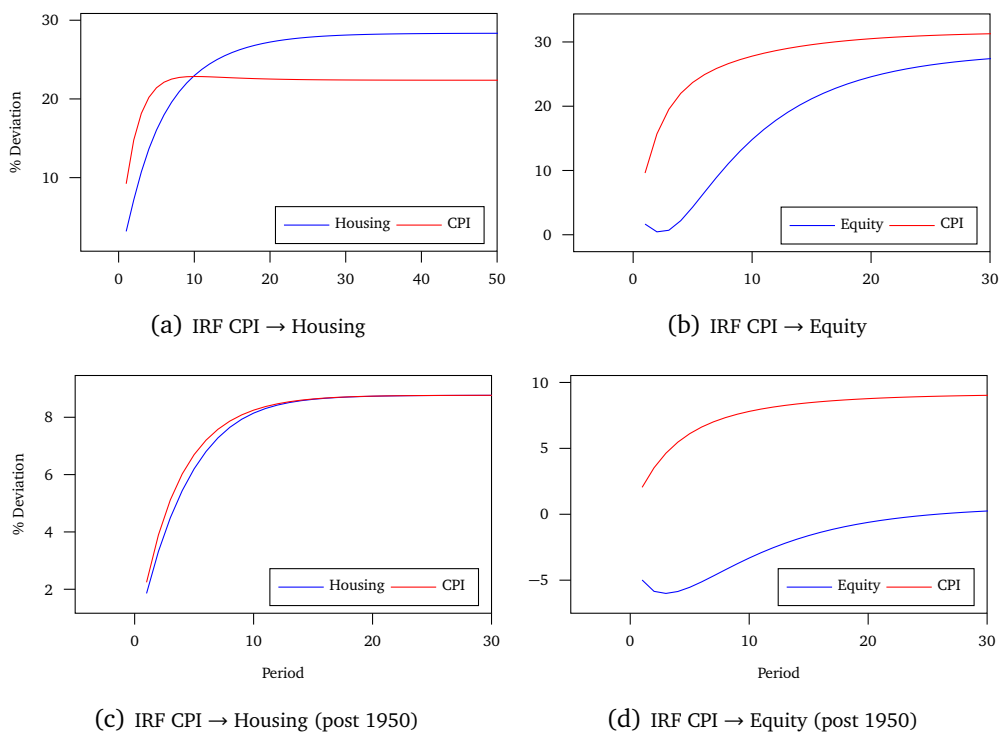 % Deviation
30
20
10
0 10 20 30 40 50
Housing CPI
(a) IRF CPI → Housing
30
20
10
0
0 10 20 30
Equity CPI
(b) IRF CPI → Equity
% Deviation
8
6
4
2
0 10 20 30
Housing CPI
Period
(c) IRF CPI → Housing (post 1950)
10
5
0
−5
0 10 20 30
Equity CPI
Period
(d) IRF CPI → Equity (post 1950)